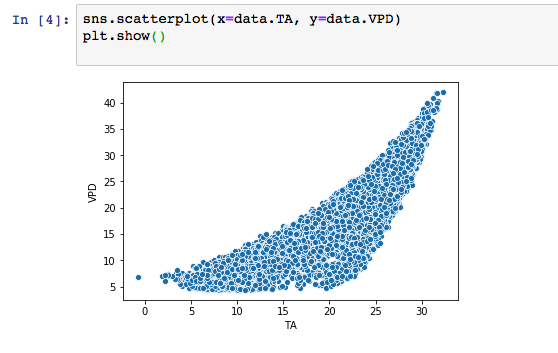 In [4]: sns.scatterplot(x=data.TA, y=data.VPD)
plt.show()
40
35
30
25
20
15
10
5
VPD
0 5 10 15 20 25 30
TA